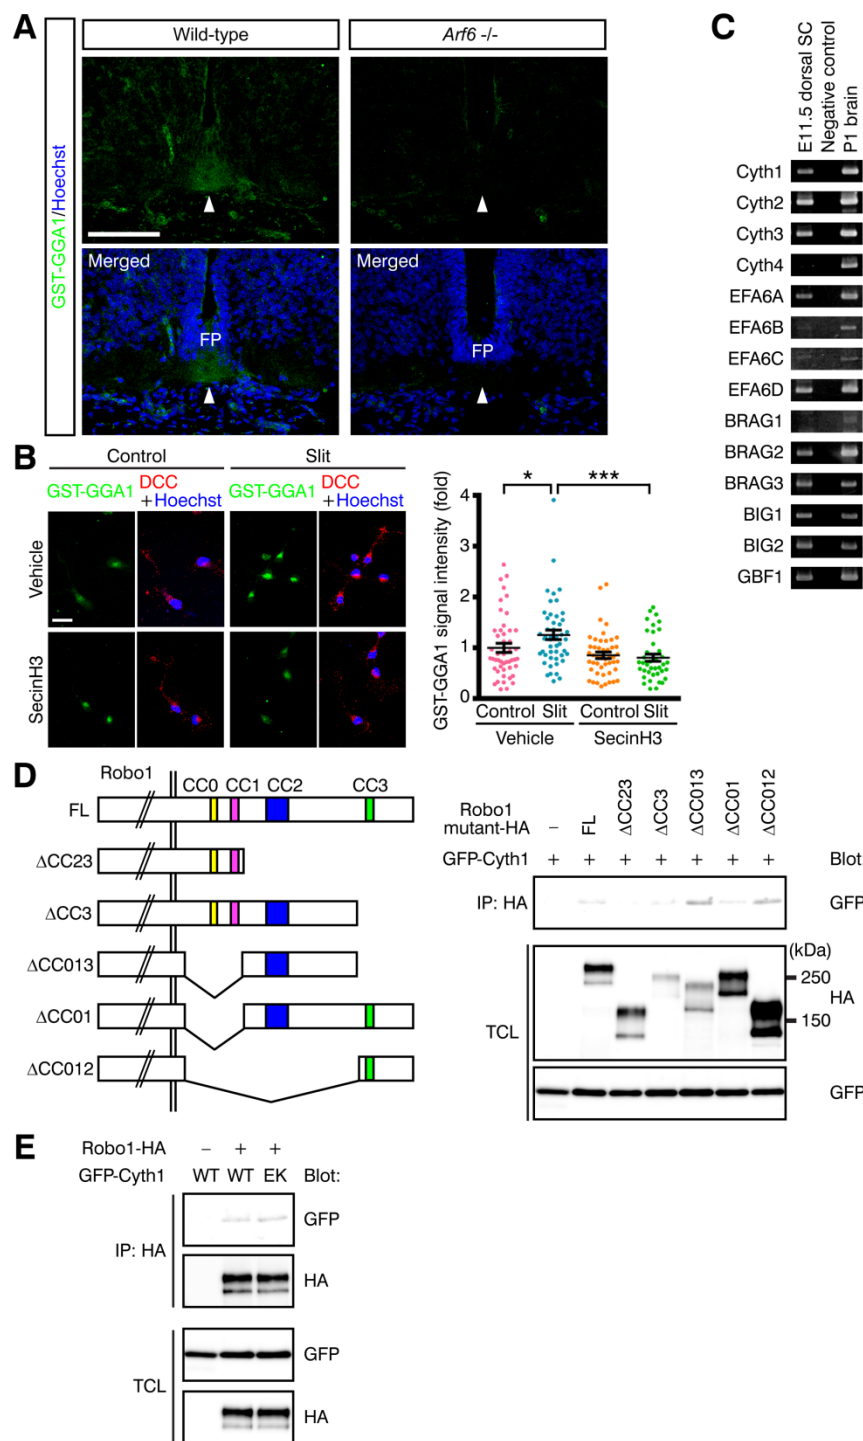 A
Wild-type
Arf6 -/-
GST-GGA1/Hoechst
Merged
FP
Merged
FP
B
Control
Slit
GST-GGA1
DCC
+Hoechst
GST-GGA1
DCC
+Hoechst
Vehicle
SecinH3
GST-GGA1 signal intensity (fold)
*
***
4
3
2
1
0
Control Slit Control Slit
Vehicle SecinH3
C
E11.5 dorsal SC
Negative control
P1 brain
Cyth1
Cyth2
Cyth3
Cyth4
EFA6A
EFA6B
EFA6C
EFA6D
BRAG1
BRAG2
BRAG3
BIG1
BIG2
GBF1
D
Robo1
CC0 CC1 CC2 CC3
FL
ΔCC23
ΔCC3
ΔCC013
ΔCC01
ΔCC012
Robo1
mutant-HA
– FL ΔCC23 ΔCC3 ΔCC013 ΔCC01 ΔCC012
GFP-Cyth1 + + + + + + + Blot:
IP: HA
GFP
(kDa)
250
HA
150
TCL
GFP
E
Robo1-HA – + +
GFP-Cyth1 WT WT EK Blot:
GFP
IP: HA
HA
GFP
TCL
HA